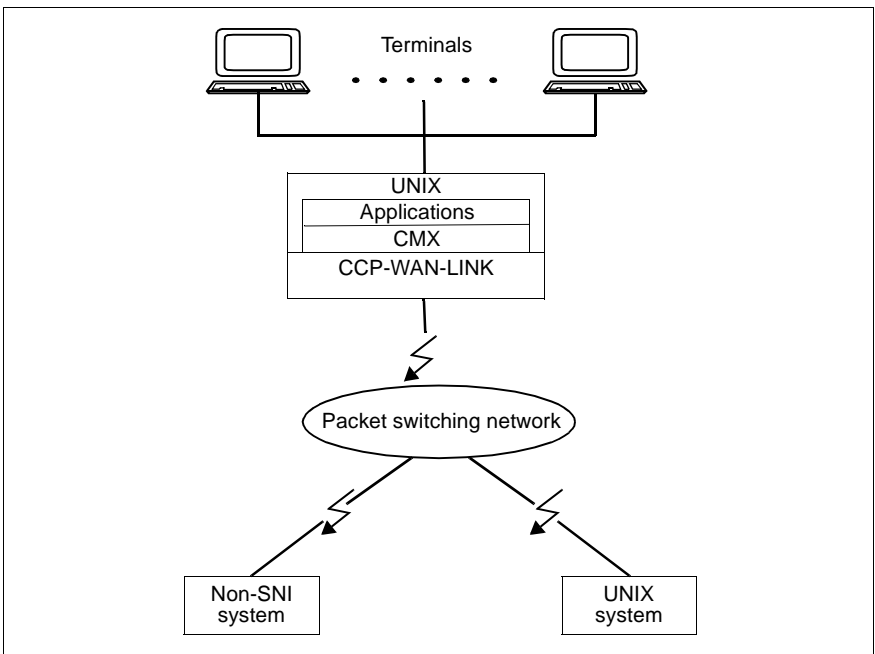 Terminals
UNIX
Applications
CMX
CCP-WAN-LINK
Packet switching network
Non-SNI
system
UNIX
system